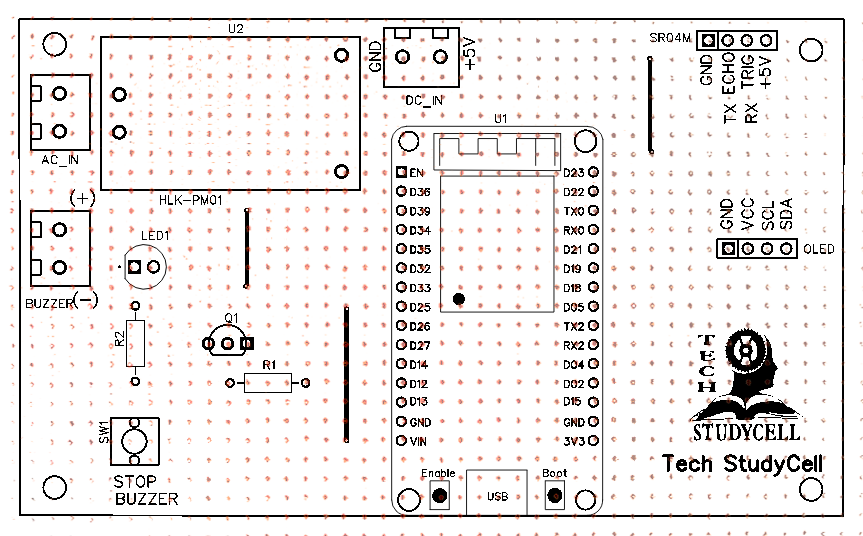 U2
GND
+5V
DC_IN
SR04M
GND
TX ECHO
RX TRIG
+5V
AC_IN
HLK-PM01
U1
EN
D36
D39
D34
D35
D32
D33
D25
D26
D27
D14
D12
D13
GND
VIN
D23
D22
TX0
RX0
D21
D19
D18
D05
TX2
RX2
D04
D02
D15
GND
3V3
(+)
BUZZER(-)
LED1
GND
VCC
SCL
SDA
OLED
R2
Q1
R1
SW1
STOP
BUZZER
Enable
USB
Boot
TECH
STUDYCELL
Tech StudyCell